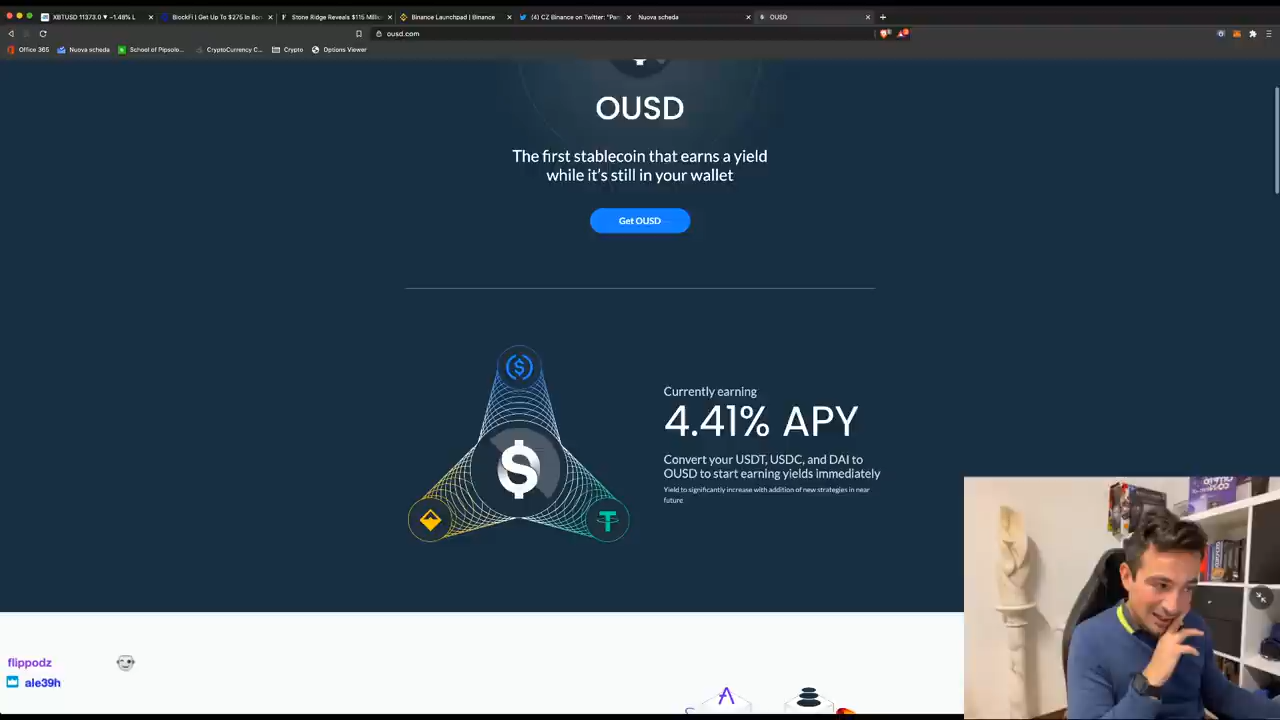 XBTUSD 11373.0 ▾ -1.48% L
BlockFi | Get Up To $275 In Bon
Stone Ridge Reveals $115 Millio
Binance Launchpad | Binance
(4) CZ Binance on Twitter: "Pan
Nuova scheda
OUSD
ousd.com
Office 365
Nuova scheda
School of Pipsolo...
CryptoCurrency C...
Crypto
Options Viewer
OUSD
The first stablecoin that earns a yield
while it's still in your wallet
Get OUSD
Currently earning
4.41% APY
Convert your USDT, USDC, and DAI to
OUSD to start earning yields immediately
Yield to significantly increase with addition of new strategies in near
future
flippodz
ale39h